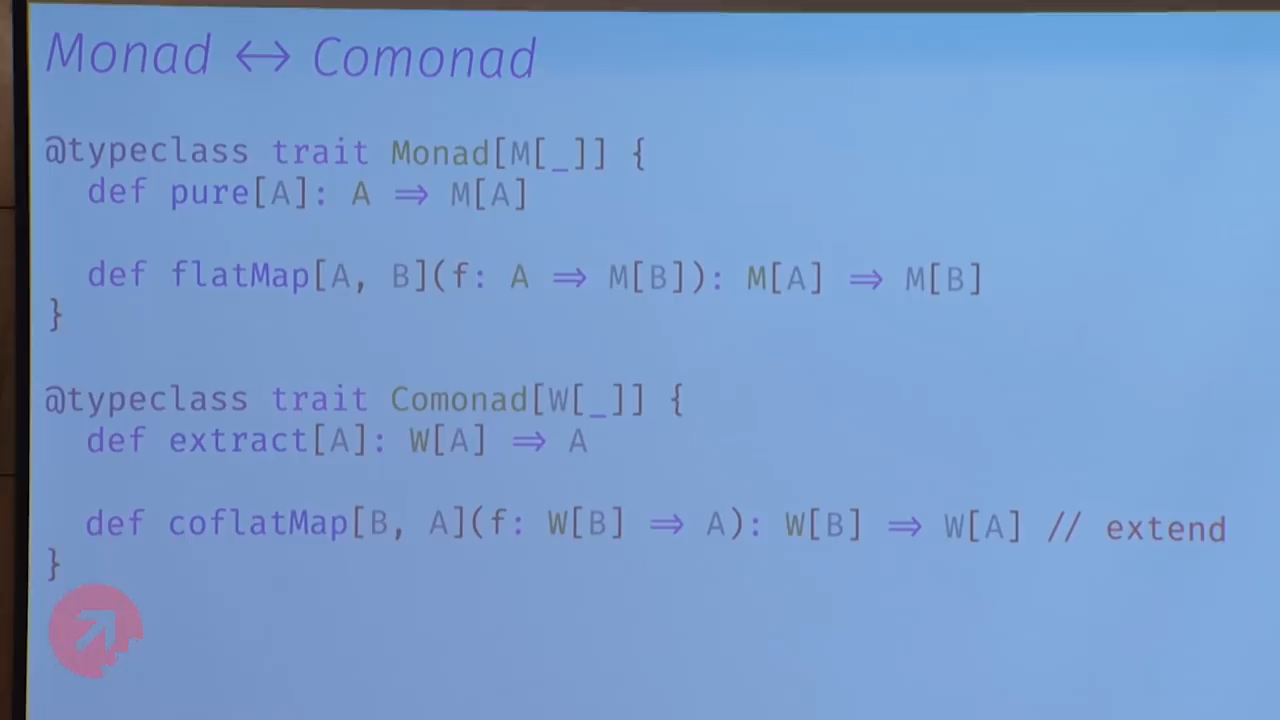 Monad ↔ Comonad
@typeclass trait Monad[M[_]] {
  def pure[A]: A ⇒ M[A]
  def flatMap[A, B](f: A ⇒ M[B]): M[A] ⇒ M[B]
}
@typeclass trait Comonad[W[_]] {
  def extract[A]: W[A] ⇒ A
  def coflatMap[B, A](f: W[B] ⇒ A): W[B] ⇒ W[A] // extend
}